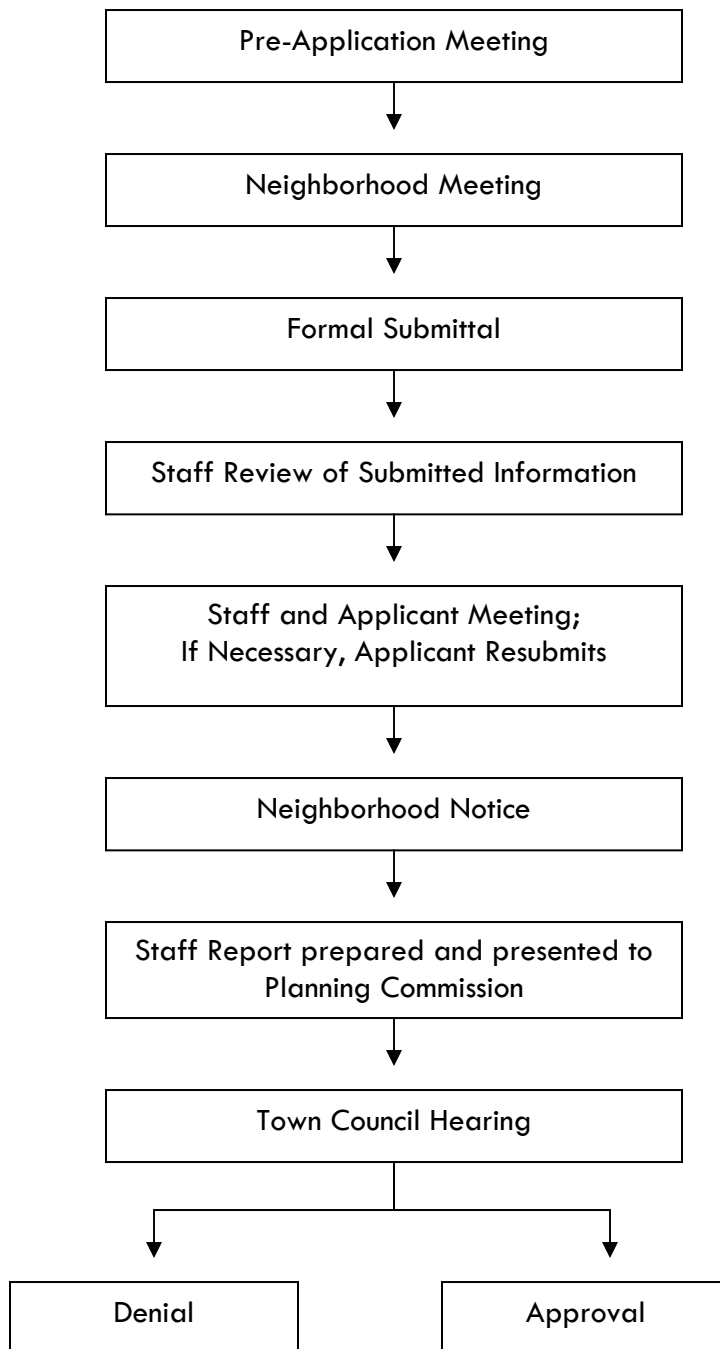 Pre-Application Meeting
Neighborhood Meeting
Formal Submittal
Staff Review of Submitted Information
Staff and Applicant Meeting;
If Necessary, Applicant Resubmits
Neighborhood Notice
Staff Report prepared and presented to
Planning Commission
Town Council Hearing
Denial
Approval